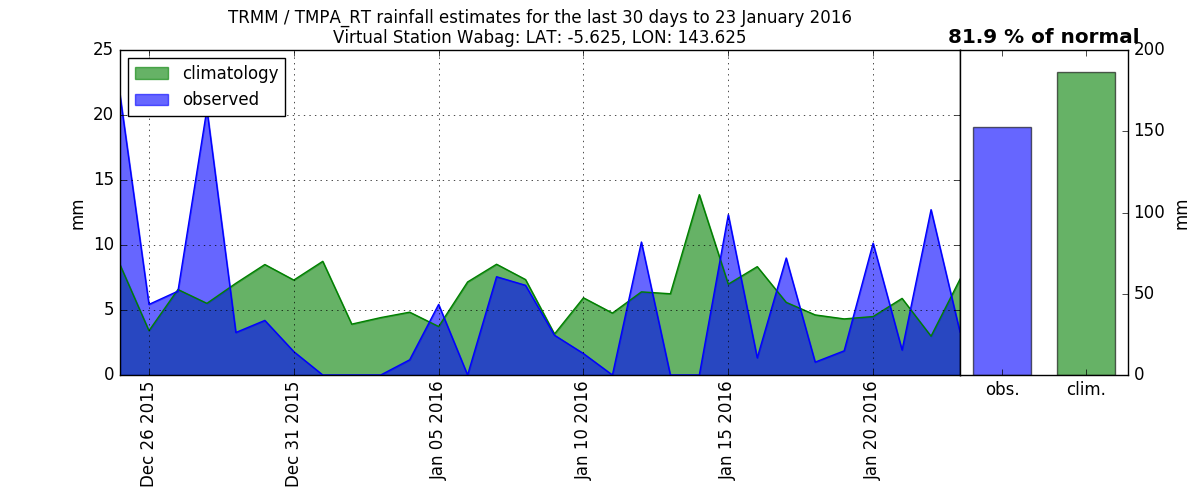 TRMM / TMPA_RT rainfall estimates for the last 30 days to 23 January 2016
Virtual Station Wabag: LAT: -5.625, LON: 143.625
81.9 % of normal
climatology
observed
25
20
15
10
5
0
mm
Dec 26 2015
Dec 31 2015
Jan 05 2016
Jan 10 2016
Jan 15 2016
Jan 20 2016
200
150
100
50
0
mm
obs.
clim.